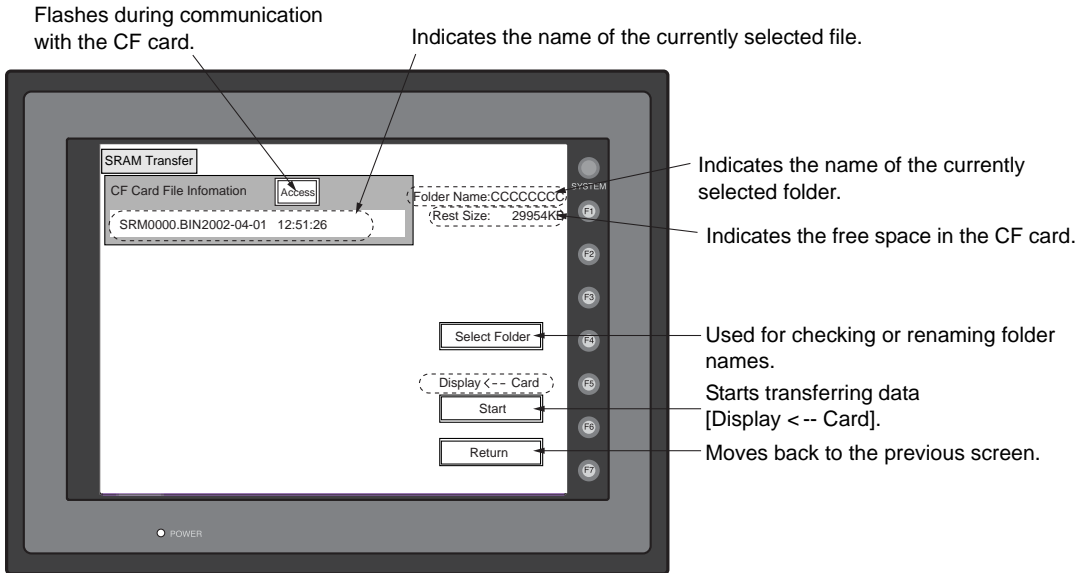 Flashes during communication
with the CF card.
Indicates the name of the currently selected file.
SRAM Transfer
CF Card File Infomation
Access
Folder Name:CCCCCCCC
SYSTEM
Indicates the name of the currently
selected folder.
SRM0000.BIN2002-04-01 12:51:26
Rest Size: 29954KB
F1
Indicates the free space in the CF card.
F2
F3
Select Folder
F4
Used for checking or renaming folder
names.
Display <-- Card
F5
Starts transferring data
[Display < -- Card].
Start
F6
Return
Moves back to the previous screen.
F7
POWER